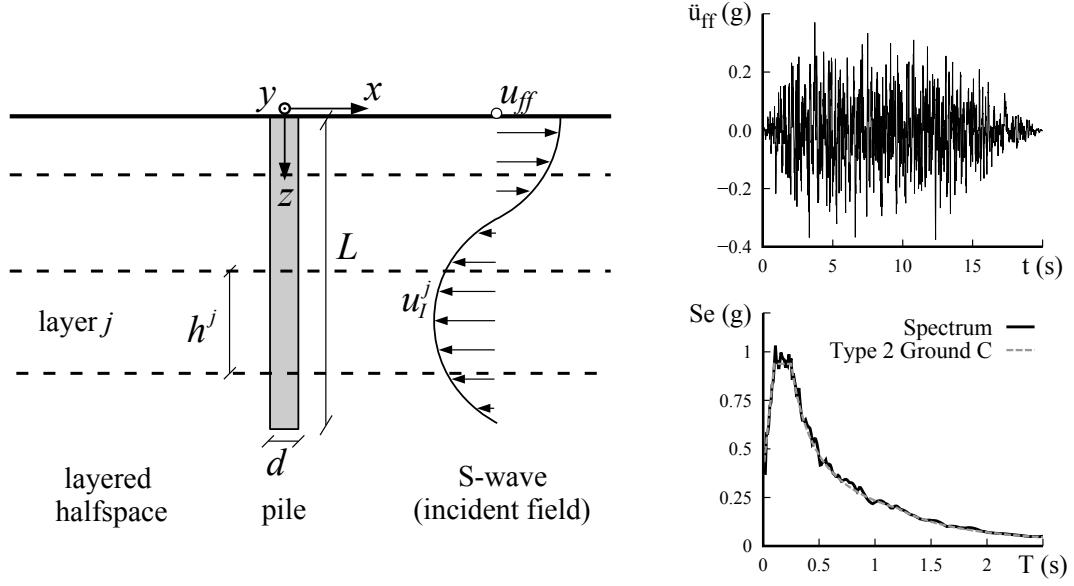 y
x
u_ff
z
L
layer j
h^j
u_I^j
d
layered
halfspace
pile
S-wave
(incident field)
ü_ff (g)
0.2
0.0
−0.2
−0.4
0
5
10
15
t (s)
Se (g)
Spectrum
Type 2 Ground C
1
0.75
0.5
0.25
0
0
0.5
1
1.5
2
T (s)